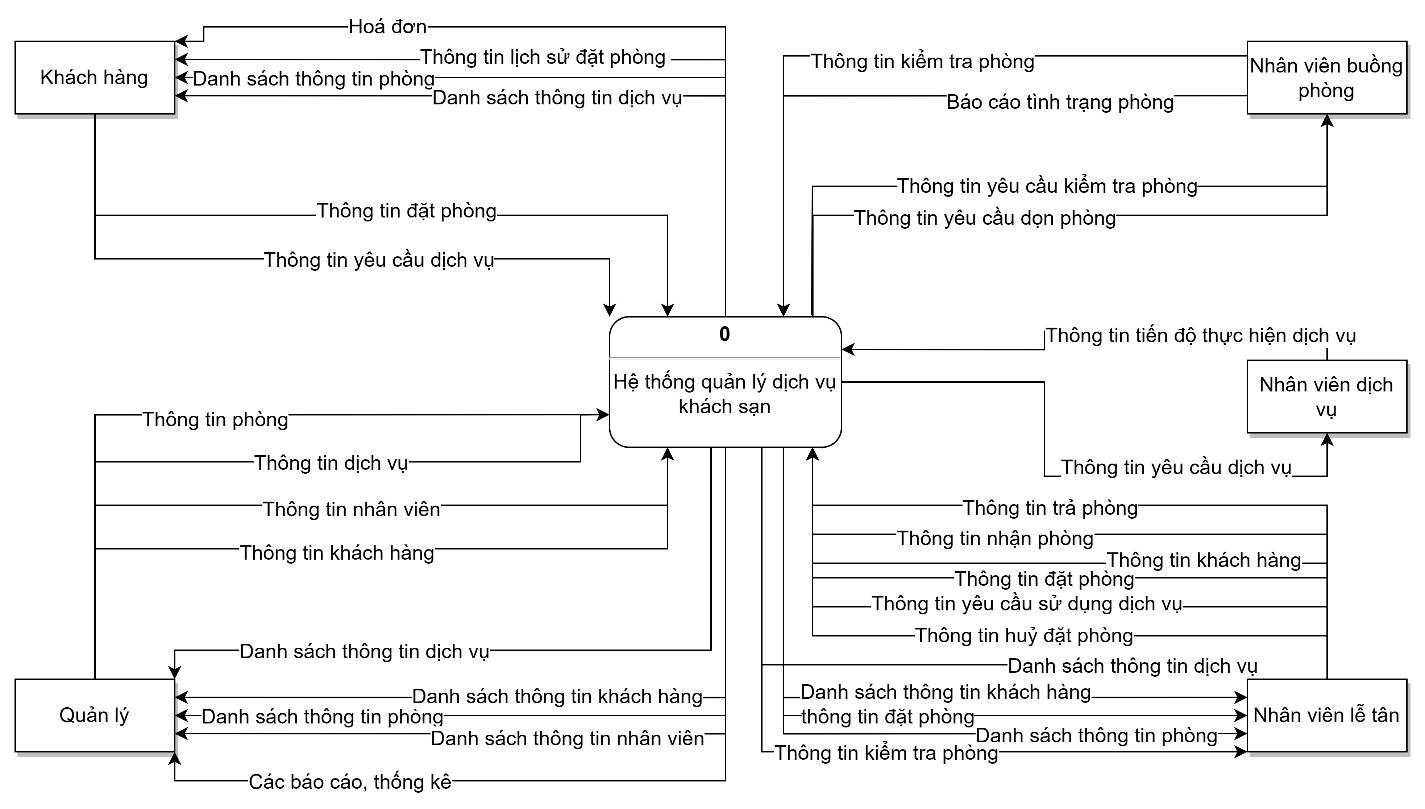 Hoá đơn
Thông tin lịch sử đặt phòng
Khách hàng
Danh sách thông tin phòng
Danh sách thông tin dịch vụ
Thông tin đặt phòng
Thông tin yêu cầu dịch vụ
Thông tin kiểm tra phòng
Nhân viên buồng
phòng
Báo cáo tình trạng phòng
Thông tin yêu cầu kiểm tra phòng
Thông tin yêu cầu dọn phòng
0
Hệ thống quản lý dịch vụ
khách sạn
Thông tin tiến độ thực hiện dịch vụ
Nhân viên dịch
vụ
Thông tin yêu cầu dịch vụ
Thông tin phòng
Thông tin dịch vụ
Thông tin nhân viên
Thông tin khách hàng
Danh sách thông tin dịch vụ
Danh sách thông tin khách hàng
Quản lý
Danh sách thông tin phòng
Danh sách thông tin nhân viên
Các báo cáo, thống kê
Thông tin trả phòng
Thông tin nhận phòng
Thông tin khách hàng
Thông tin đặt phòng
Thông tin yêu cầu sử dụng dịch vụ
Thông tin huỷ đặt phòng
Danh sách thông tin dịch vụ
Danh sách thông tin khách hàng
thông tin đặt phòng
Nhân viên lễ tân
Danh sách thông tin phòng
Thông tin kiểm tra phòng